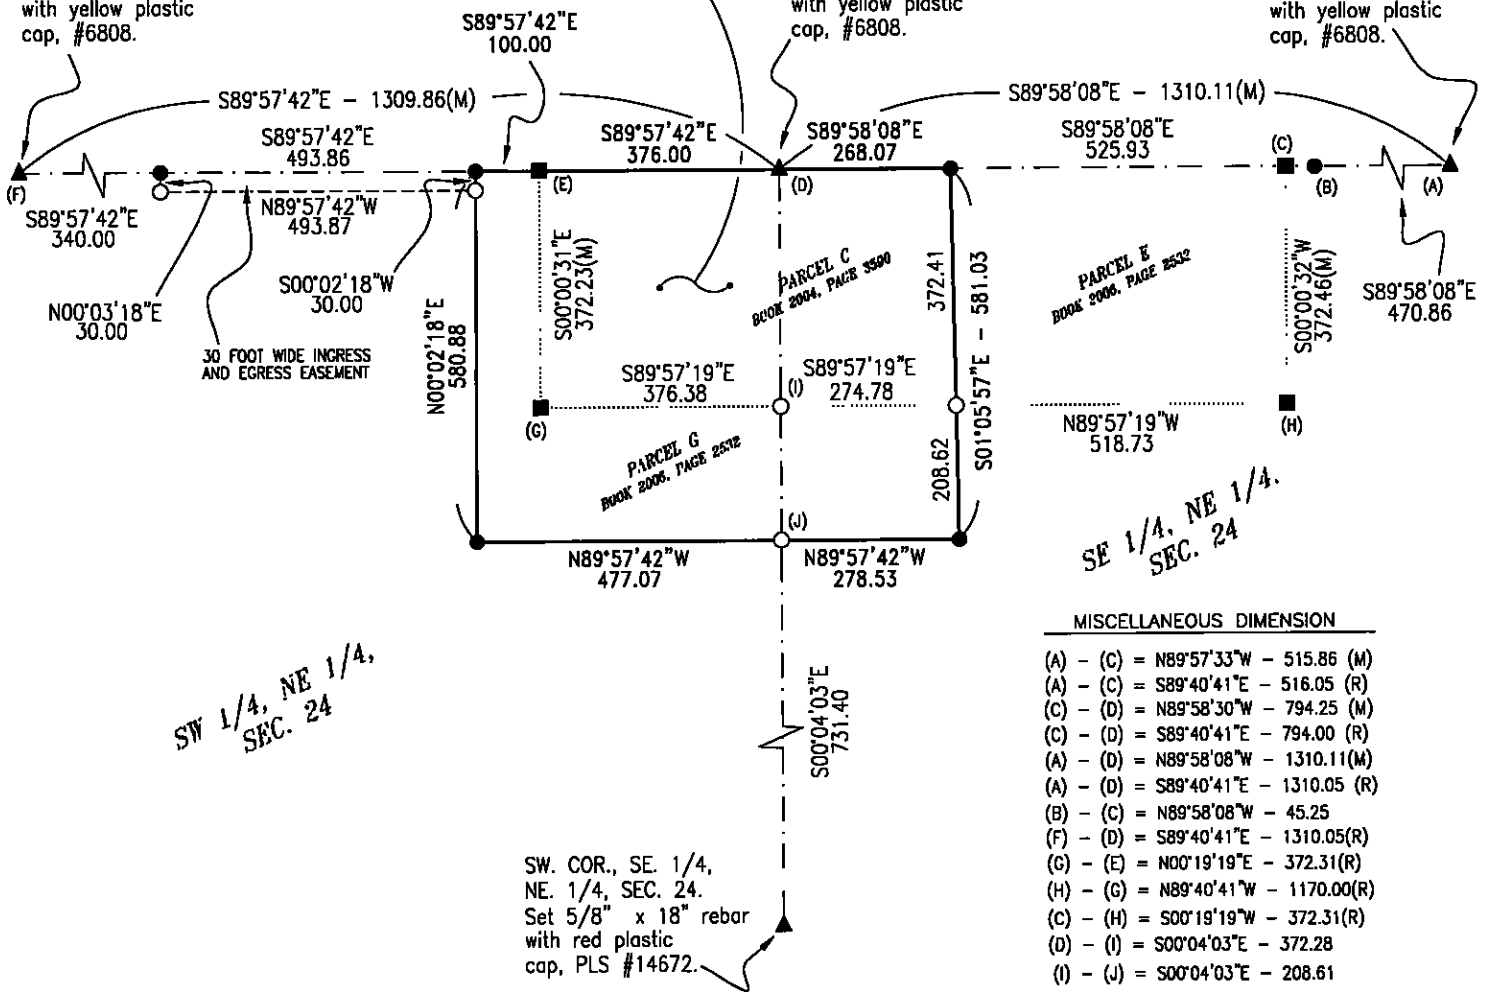 with yellow plastic
cap, #6808.
S89°57'42"E
100.00
with yellow plastic
cap, #6808.
with yellow plastic
cap, #6808.
S89°57'42"E - 1309.86(M)
S89°58'08"E - 1310.11(M)
S89°57'42"E
493.86
S89°57'42"E
376.00
S89°58'08"E
268.07
S89°58'08"E
525.93
(C)
(F)
(E)
(D)
(B)
(A)
S89°57'42"E
340.00
N89°57'42"W
493.87
S00°02'18"W
30.00
N00°03'18"E
30.00
30 FOOT WIDE INGRESS
AND EGRESS EASEMENT
N00°02'18"E
580.88
S00°00'31"E
372.23(M)
PARCEL C
BOOK 2004, PAGE 3590
372.41
S01°05'57"E - 581.03
PARCEL E
BOOK 2006, PAGE 2532
S00°00'32"W
372.46(M)
S89°58'08"E
470.86
S89°57'19"E
376.38
(I)
S89°57'19"E
274.78
(G)
N89°57'19"W
518.73
(H)
PARCEL G
BOOK 2006, PAGE 2532
208.62
(J)
N89°57'42"W
477.07
N89°57'42"W
278.53
SE 1/4, NE 1/4.
SEC. 24
SW 1/4, NE 1/4,
SEC. 24
S00°04'03"E
731.40
SW. COR., SE. 1/4,
NE. 1/4, SEC. 24.
Set 5/8" x 18" rebar
with red plastic
cap, PLS #14672.
MISCELLANEOUS DIMENSION
(A) - (C) = N89°57'33"W - 515.86 (M)
(A) - (C) = S89°40'41"E - 516.05 (R)
(C) - (D) = N89°58'30"W - 794.25 (M)
(C) - (D) = S89°40'41"E - 794.00 (R)
(A) - (D) = N89°58'08"W - 1310.11(M)
(A) - (D) = S89°40'41"E - 1310.05 (R)
(B) - (C) = N89°58'08"W - 45.25
(F) - (D) = S89°40'41"E - 1310.05(R)
(G) - (E) = N00°19'19"E - 372.31(R)
(H) - (G) = N89°40'41"W - 1170.00(R)
(C) - (H) = S00°19'19"W - 372.31(R)
(D) - (I) = S00°04'03"E - 372.28
(I) - (J) = S00°04'03"E - 208.61